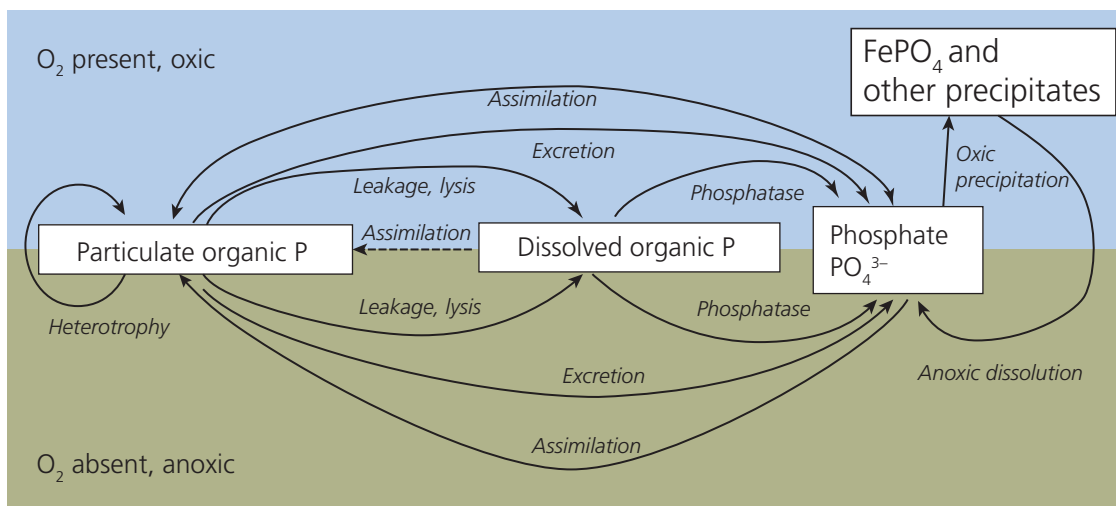 O₂ present, oxic
FePO₄ and
other precipitates
Assimilation
Excretion
Oxic
precipitation
Leakage, lysis
Phosphatase
Particulate organic P
Assimilation
Dissolved organic P
Phosphate
PO₄³⁻
Leakage, lysis
Phosphatase
Heterotrophy
Excretion
Anoxic dissolution
Assimilation
O₂ absent, anoxic